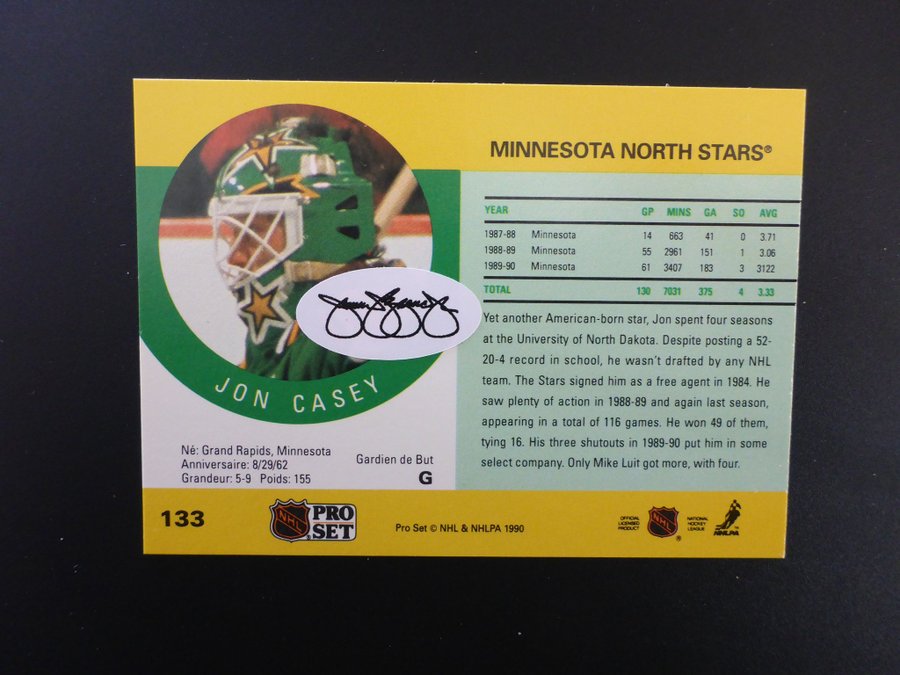 MINNESOTA NORTH STARS®
YEAR GP MINS GA SO AVG
1987-88 Minnesota 14 663 41 0 3.71
1988-89 Minnesota 55 2961 151 1 3.06
1989-90 Minnesota 61 3407 183 3 3122
TOTAL 130 7031 375 4 3.33
Yet another American-born star, Jon spent four seasons
at the University of North Dakota. Despite posting a 52-
20-4 record in school, he wasn't drafted by any NHL
team. The Stars signed him as a free agent in 1984. He
saw plenty of action in 1988-89 and again last season,
appearing in a total of 116 games. He won 49 of them,
tying 16. His three shutouts in 1989-90 put him in some
select company. Only Mike Luit got more, with four.
JON CASEY
Né: Grand Rapids, Minnesota
Anniversaire: 8/29/62
Grandeur: 5-9 Poids: 155
Gardien de But
G
133
NHL
PRO
SET
Pro Set © NHL & NHLPA 1990
OFFICIAL
LICENSED
PRODUCT
NHL
®
NATIONAL
HOCKEY
LEAGUE
NHLPA